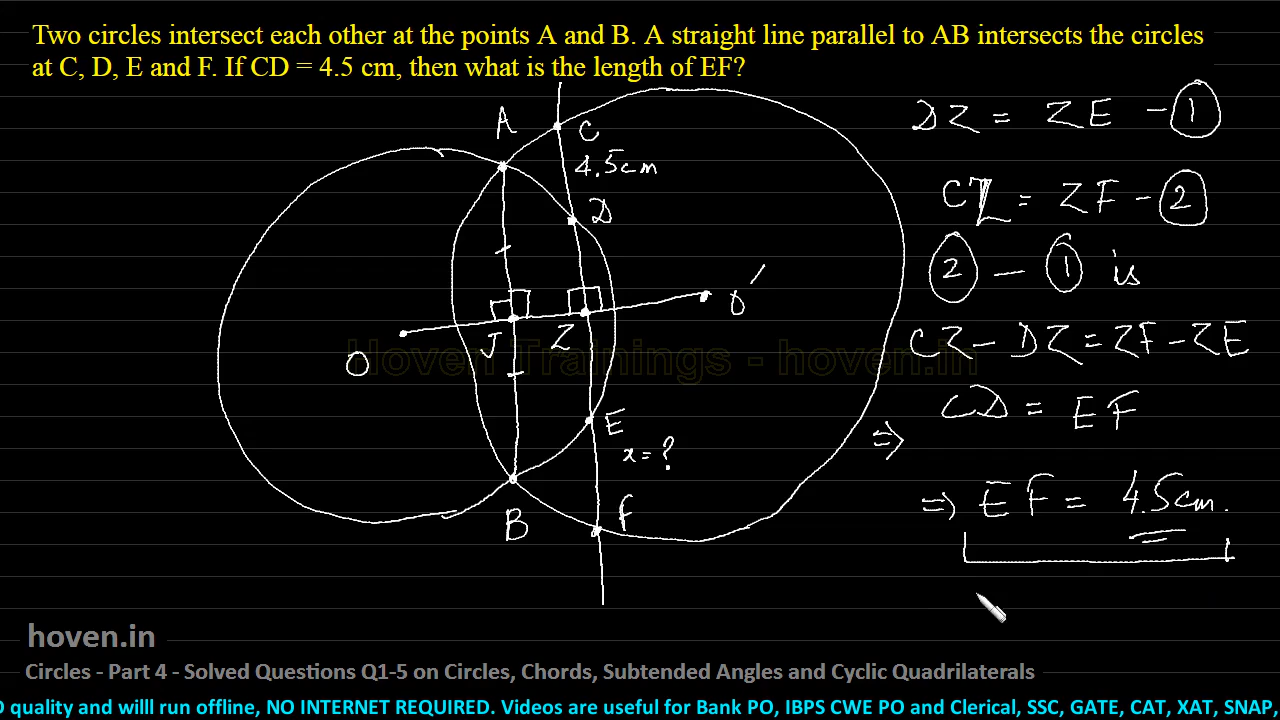 Two circles intersect each other at the points A and B. A straight line parallel to AB intersects the circles
at C, D, E and F. If CD = 4.5 cm, then what is the length of EF?
A
C
4.5cm
D
O'
J
Z
O
E
x = ?
B
F
DZ = ZE - ①
CZ = ZF - ②
② - ① is
CZ - DZ = ZF - ZE
⇒ CD = EF
⇒ EF = 4.5cm.
Hoven Trainings - hoven.in
hoven.in
Circles - Part 4 - Solved Questions Q1-5 on Circles, Chords, Subtended Angles and Cyclic Quadrilaterals
quality and willl run offline, NO INTERNET REQUIRED. Videos are useful for Bank PO, IBPS CWE PO and Clerical, SSC, GATE, CAT, XAT, SNAP,